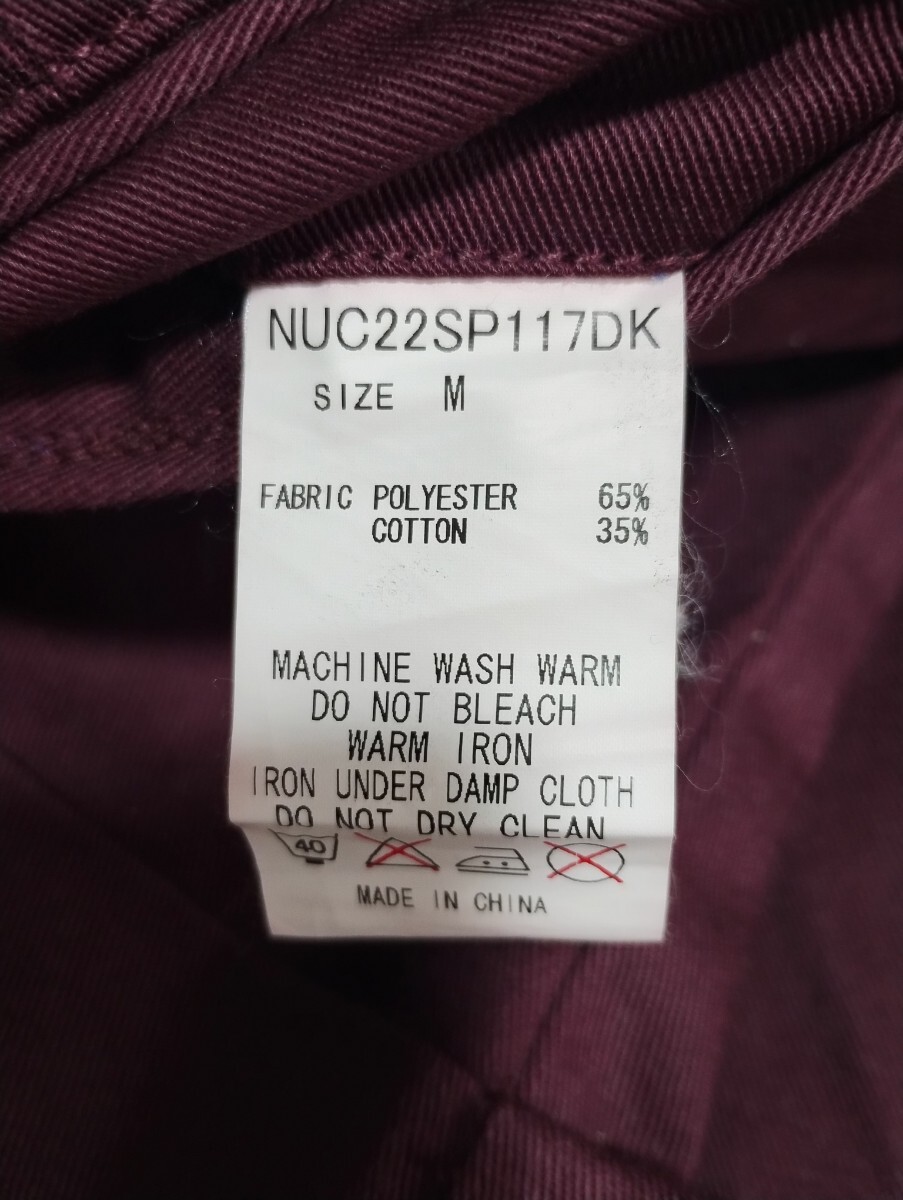 NUC22SP117DK
SIZE M
FABRIC POLYESTER 65%
COTTON 35%
MACHINE WASH WARM
DO NOT BLEACH
WARM IRON
IRON UNDER DAMP CLOTH
DO NOT DRY CLEAN
40
MADE IN CHINA